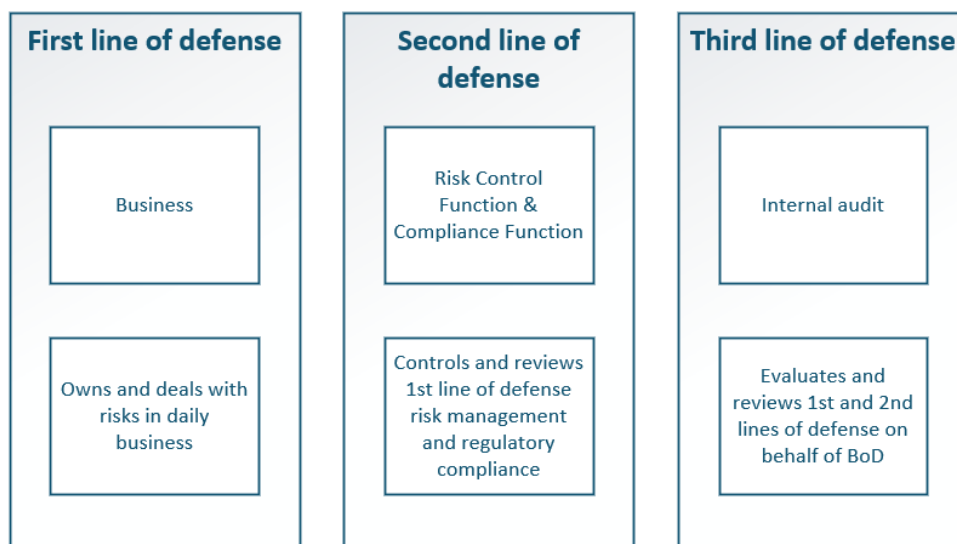 First line of defense
Business
Owns and deals with
risks in daily
business
Second line of
defense
Risk Control
Function &
Compliance Function
Controls and reviews
1st line of defense
risk management
and regulatory
compliance
Third line of defense
Internal audit
Evaluates and
reviews 1st and 2nd
lines of defense on
behalf of BoD